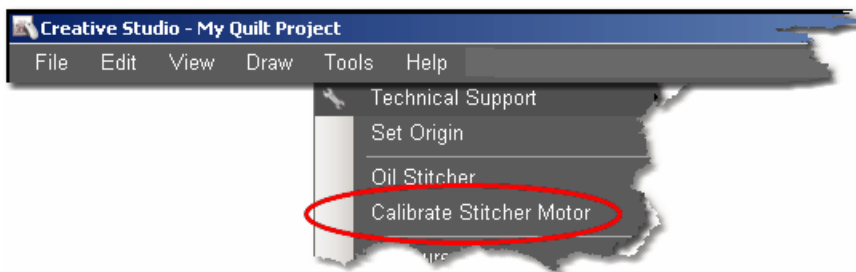 Creative Studio - My Quilt Project
File Edit View Draw Tools Help
Technical Support
Set Origin
Oil Stitcher
Calibrate Stitcher Motor